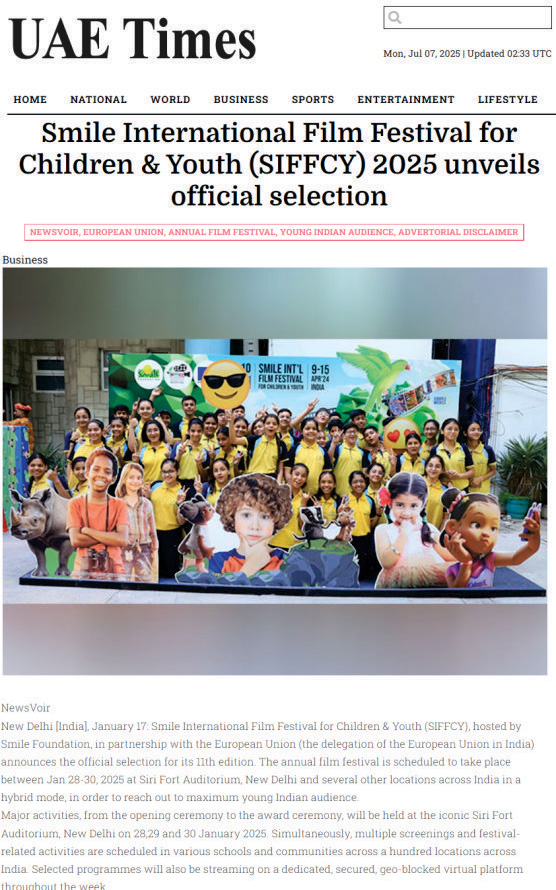 UAE Times
Mon, Jul 07, 2025 | Updated 02:33 UTC
HOME NATIONAL WORLD BUSINESS SPORTS ENTERTAINMENT LIFESTYLE
Smile International Film Festival for
Children & Youth (SIFFCY) 2025 unveils
official selection
NEWSVOIR, EUROPEAN UNION, ANNUAL FILM FESTIVAL, YOUNG INDIAN AUDIENCE, ADVERTORIAL DISCLAIMER
Business
Smile
10
SMILE INT'L
FILM FESTIVAL
FOR CHILDREN & YOUTH
9-15
APR'24
INDIA
NewsVoir
New Delhi [India], January 17: Smile International Film Festival for Children & Youth (SIFFCY), hosted by
Smile Foundation, in partnership with the European Union (the delegation of the European Union in India)
announces the official selection for its 11th edition. The annual film festival is scheduled to take place
between Jan 28-30, 2025 at Siri Fort Auditorium, New Delhi and several other locations across India in a
hybrid mode, in order to reach out to maximum young Indian audience.
Major activities, from the opening ceremony to the award ceremony, will be held at the iconic Siri Fort
Auditorium, New Delhi on 28,29 and 30 January 2025. Simultaneously, multiple screenings and festival-
related activities are scheduled in various schools and communities across a hundred locations across
India. Selected programmes will also be streaming on a dedicated, secured, geo-blocked virtual platform
throughout the week.